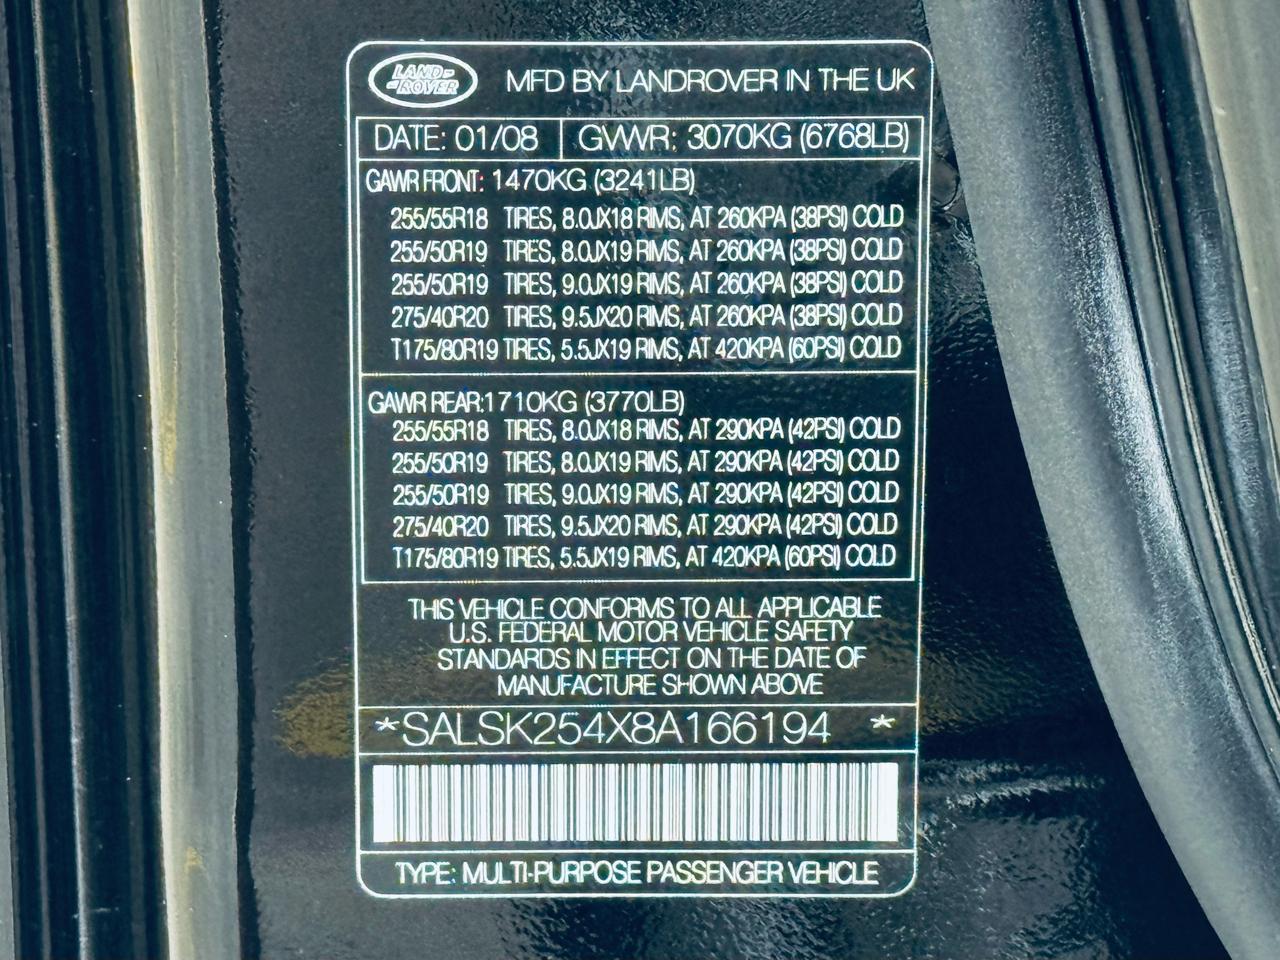 LAND-
-ROVER
MFD BY LANDROVER IN THE UK
DATE: 01/08 GVWR: 3070KG (6768LB)
GAWR FRONT: 1470KG (3241LB)
255/55R18 TIRES, 8.0JX18 RIMS, AT 260KPA (38PSI) COLD
255/50R19 TIRES, 8.0JX19 RIMS, AT 260KPA (38PSI) COLD
255/50R19 TIRES, 9.0JX19 RIMS, AT 260KPA (38PSI) COLD
275/40R20 TIRES, 9.5JX20 RIMS, AT 260KPA (38PSI) COLD
T175/80R19 TIRES, 5.5JX19 RIMS, AT 420KPA (60PSI) COLD
GAWR REAR:1710KG (3770LB)
255/55R18 TIRES, 8.0JX18 RIMS, AT 290KPA (42PSI) COLD
255/50R19 TIRES, 8.0JX19 RIMS, AT 290KPA (42PSI) COLD
255/50R19 TIRES, 9.0JX19 RIMS, AT 290KPA (42PSI) COLD
275/40R20 TIRES, 9.5JX20 RIMS, AT 290KPA (42PSI) COLD
T175/80R19 TIRES, 5.5JX19 RIMS, AT 420KPA (60PSI) COLD
THIS VEHICLE CONFORMS TO ALL APPLICABLE
U.S. FEDERAL MOTOR VEHICLE SAFETY
STANDARDS IN EFFECT ON THE DATE OF
MANUFACTURE SHOWN ABOVE
*SALSK254X8A166194 *
TYPE: MULTI-PURPOSE PASSENGER VEHICLE